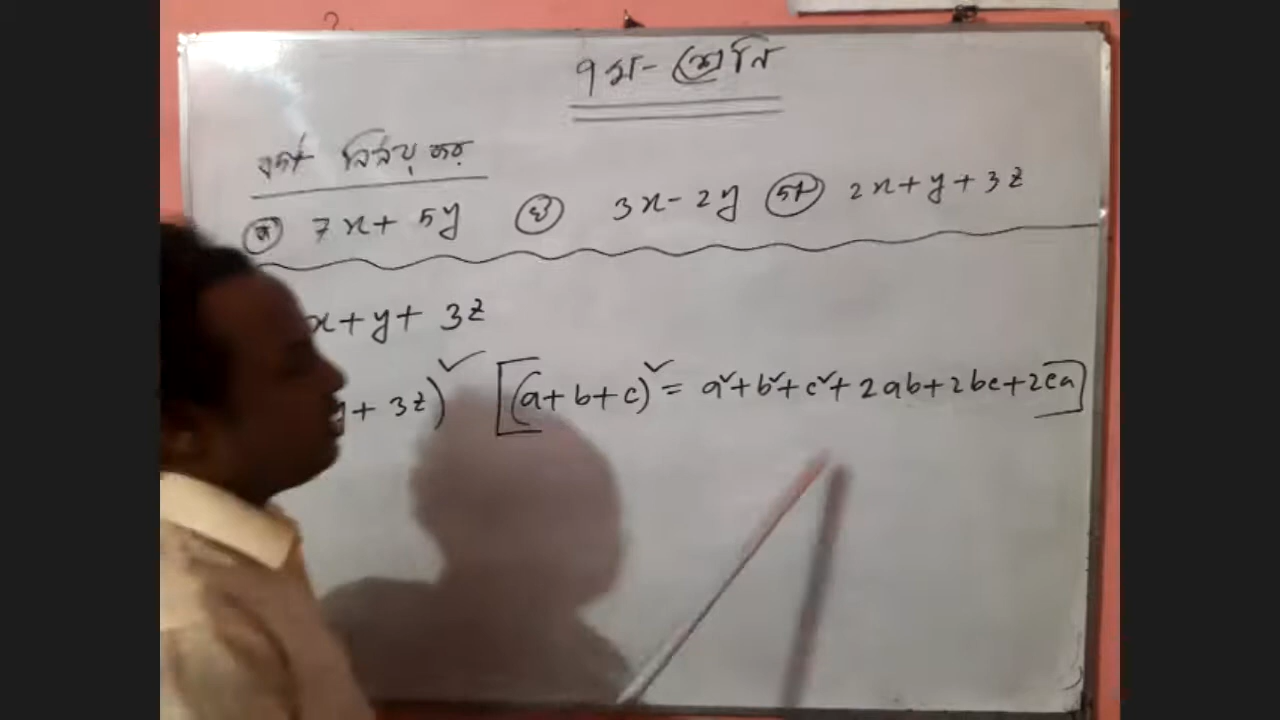 ৭ম - শ্রেনি
বর্গ নির্নয় কর
ক 7x + 5y খ 3x - 2y গ 2x + y + 3z
x + y + 3z
+ 3z)² [(a + b + c)² = a² + b² + c² + 2ab + 2bc + 2ca]